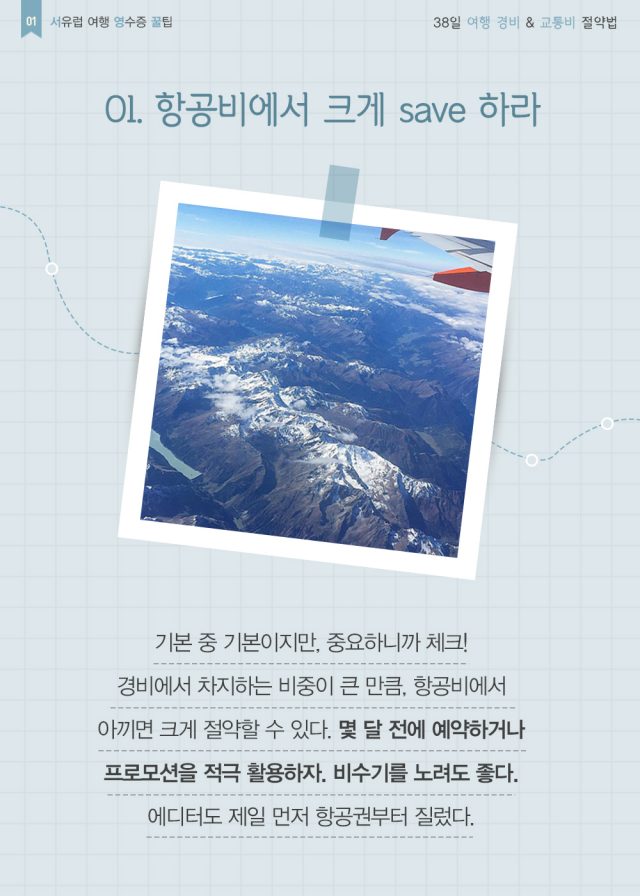 01 서유럽 여행 영수증 꿀팁
38일 여행 경비 & 교통비 절약법
01. 항공비에서 크게 save 하라
기본 중 기본이지만, 중요하니까 체크!
경비에서 차지하는 비중이 큰 만큼, 항공비에서
아끼면 크게 절약할 수 있다. 몇 달 전에 예약하거나
프로모션을 적극 활용하자. 비수기를 노려도 좋다.
에디터도 제일 먼저 항공권부터 질렀다.